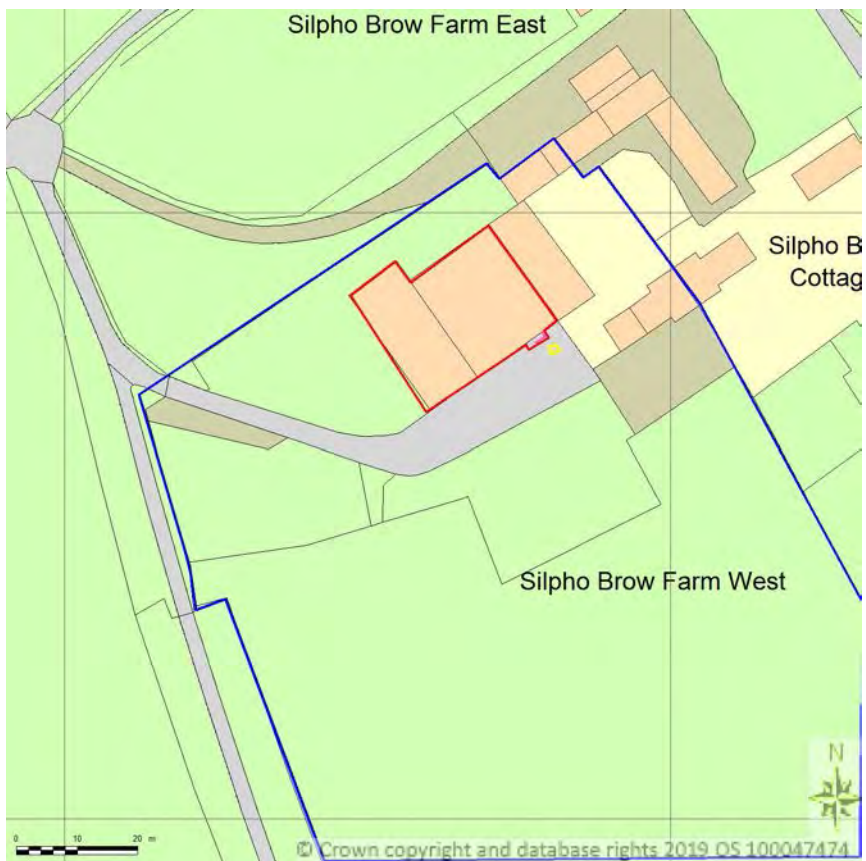 Silpho Brow Farm East
Silpho B
Cottag
Silpho Brow Farm West
N
0 10 20 m
© Crown copyright and database rights 2019 OS 100047474